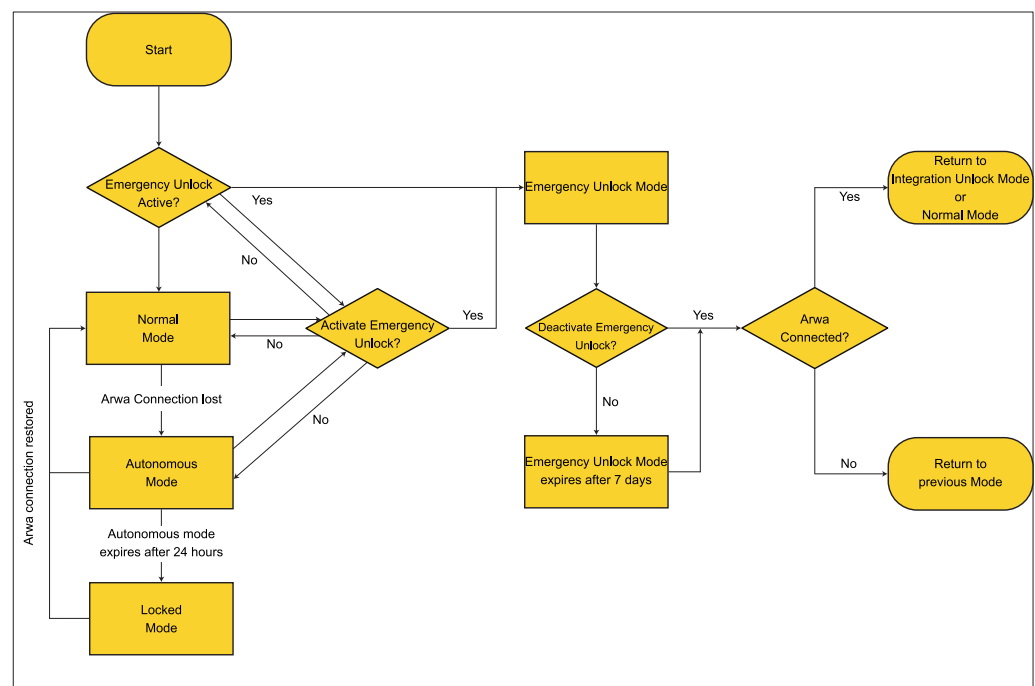 Start
Emergency Unlock
Active?
Yes
No
Normal
Mode
No
Activate Emergency
Unlock?
Yes
Arwa Connection lost
No
Autonomous
Mode
Autonomous mode
expires after 24 hours
Locked
Mode
Arwa connection restored
Emergency Unlock Mode
Deactivate Emergency
Unlock?
Yes
No
Emergency Unlock Mode
expires after 7 days
Arwa
Connected?
Yes
Return to
Integration Unlock Mode
or
Normal Mode
No
Return to
previous Mode